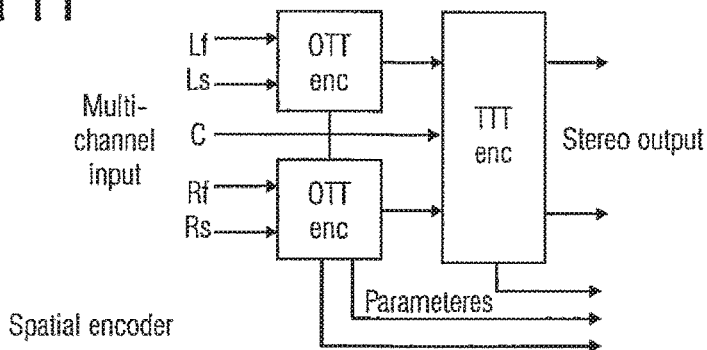 Lf
OTT
enc
Ls
Multi-
channel
input
C
TTT
enc
Stereo output
Rf
OTT
enc
Rs
Parameteres
Spatial encoder